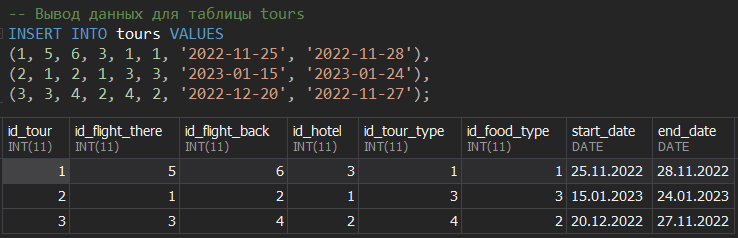 -- Вывод данных для таблицы tours
INSERT INTO tours VALUES
(1, 5, 6, 3, 1, 1, '2022-11-25', '2022-11-28'),
(2, 1, 2, 1, 3, 3, '2023-01-15', '2023-01-24'),
(3, 3, 4, 2, 4, 2, '2022-12-20', '2022-11-27');
id_tour id_flight_there id_flight_back id_hotel id_tour_type id_food_type start_date end_date
INT(11) INT(11) INT(11) INT(11) INT(11) INT(11) DATE DATE
1 5 6 3 1 1 25.11.2022 28.11.2022
2 1 2 1 3 3 15.01.2023 24.01.2023
3 3 4 2 4 2 20.12.2022 27.11.2022